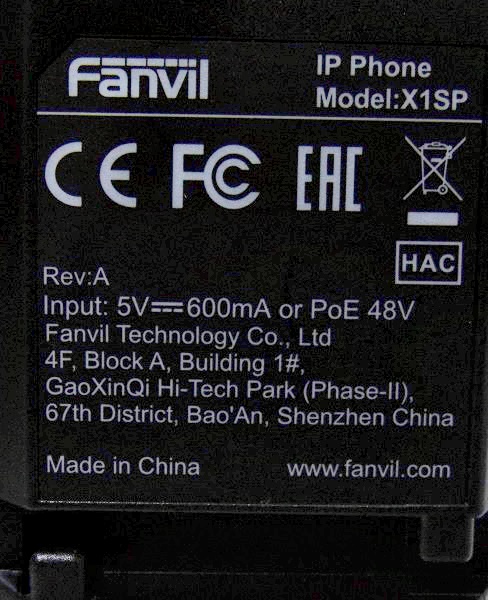 Fanvil
IP Phone
Model:X1SP
CE FC EAC
HAC
Rev:A
Input: 5V⎓600mA or PoE 48V
Fanvil Technology Co., Ltd
4F, Block A, Building 1#,
GaoXinQi Hi-Tech Park (Phase-II),
67th District, Bao'An, Shenzhen China
Made in China
www.fanvil.com